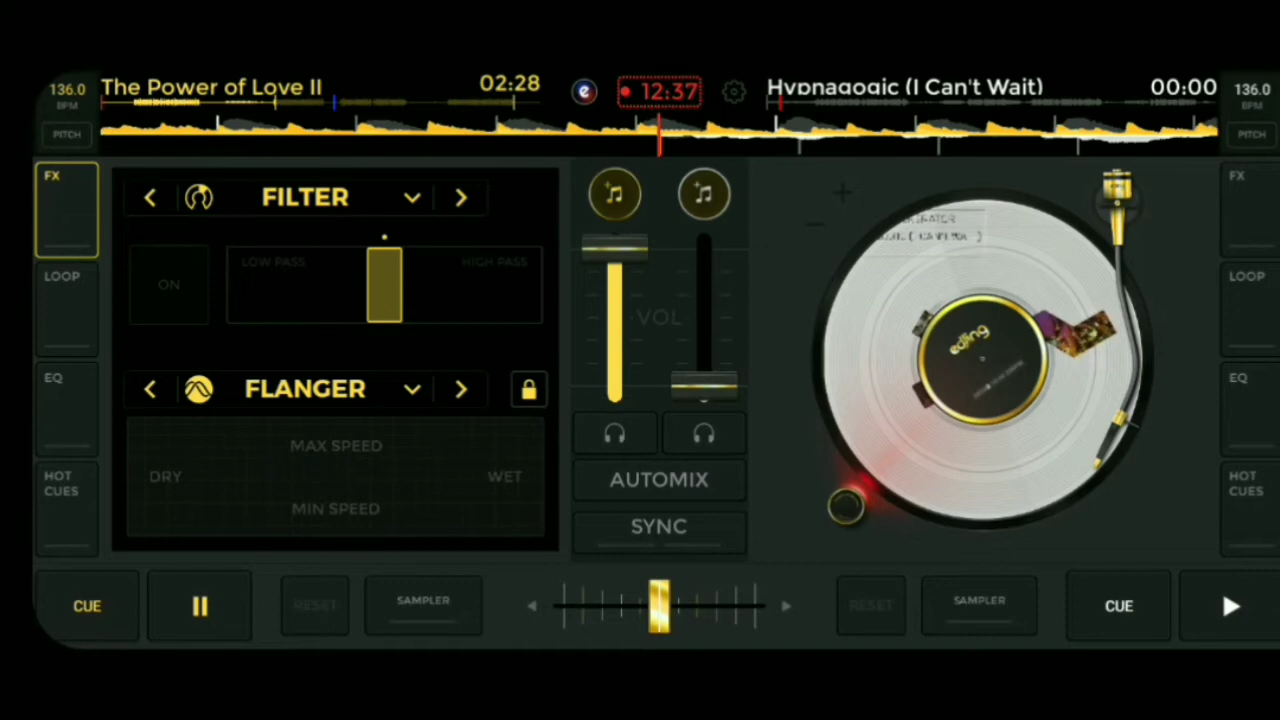 136.0
BPM
PITCH
The Power of Love II
02:28
e
12:37
Hypnagogic (I Can't Wait)
00:00
136.0
BPM
PITCH
FX
LOOP
EQ
HOT
CUES
FILTER
ON
LOW PASS
HIGH PASS
FLANGER
MAX SPEED
DRY
WET
MIN SPEED
VOL
AUTOMIX
SYNC
edjing
FX
LOOP
EQ
HOT
CUES
CUE
RESET
SAMPLER
RESET
SAMPLER
CUE